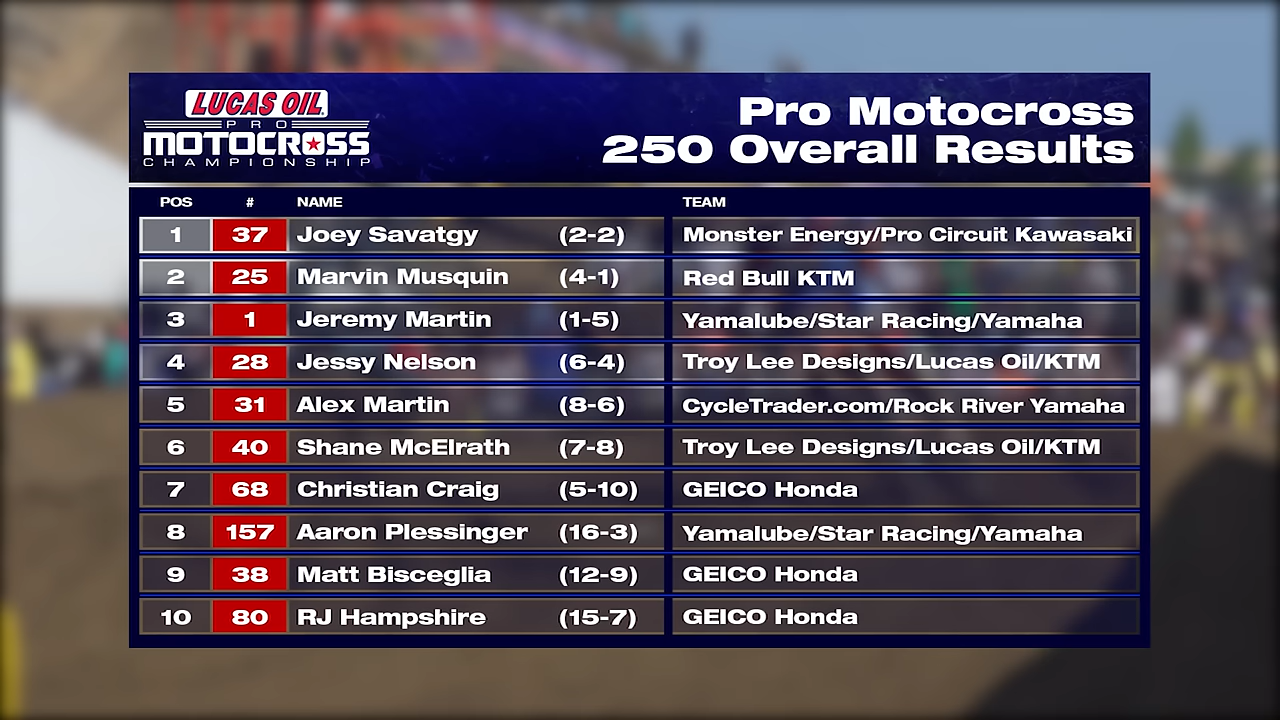 LUCAS OIL
PRO
MOTOCROSS
CHAMPIONSHIP
Pro Motocross
250 Overall Results
POS # NAME TEAM
1 37 Joey Savatgy (2-2) Monster Energy/Pro Circuit Kawasaki
2 25 Marvin Musquin (4-1) Red Bull KTM
3 1 Jeremy Martin (1-5) Yamalube/Star Racing/Yamaha
4 28 Jessy Nelson (6-4) Troy Lee Designs/Lucas Oil/KTM
5 31 Alex Martin (8-6) CycleTrader.com/Rock River Yamaha
6 40 Shane McElrath (7-8) Troy Lee Designs/Lucas Oil/KTM
7 68 Christian Craig (5-10) GEICO Honda
8 157 Aaron Plessinger (16-3) Yamalube/Star Racing/Yamaha
9 38 Matt Bisceglia (12-9) GEICO Honda
10 80 RJ Hampshire (15-7) GEICO Honda